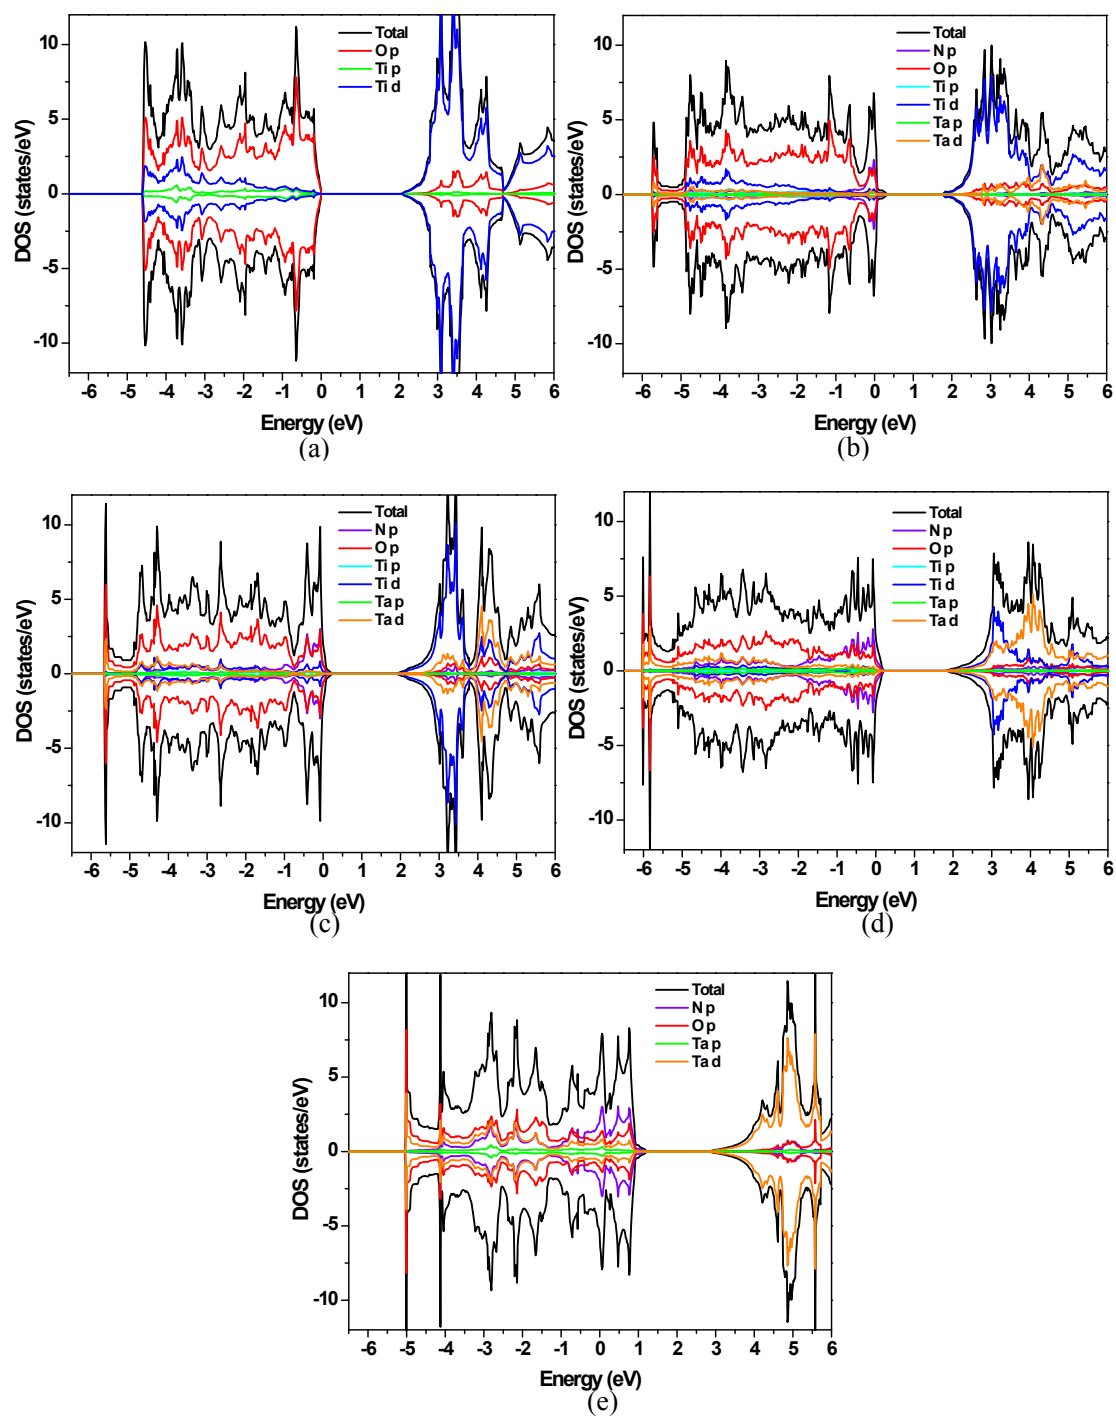 10
5
0
-5
-10
DOS (states/eV)
Total
O p
Ti p
Ti d
-6 -5 -4 -3 -2 -1 0 1 2 3 4 5 6
Energy (eV)
(a)
10
5
0
-5
-10
DOS (states/eV)
Total
N p
O p
Ti p
Ti d
Ta p
Ta d
-6 -5 -4 -3 -2 -1 0 1 2 3 4 5 6
Energy (eV)
(b)
10
5
0
-5
-10
DOS (states/eV)
Total
N p
O p
Ti p
Ti d
Ta p
Ta d
-6 -5 -4 -3 -2 -1 0 1 2 3 4 5 6
Energy (eV)
(c)
10
5
0
-5
-10
DOS (states/eV)
Total
N p
O p
Ti p
Ti d
Ta p
Ta d
-6 -5 -4 -3 -2 -1 0 1 2 3 4 5 6
Energy (eV)
(d)
10
5
0
-5
-10
DOS (states/eV)
Total
N p
O p
Ta p
Ta d
-6 -5 -4 -3 -2 -1 0 1 2 3 4 5 6
Energy (eV)
(e)